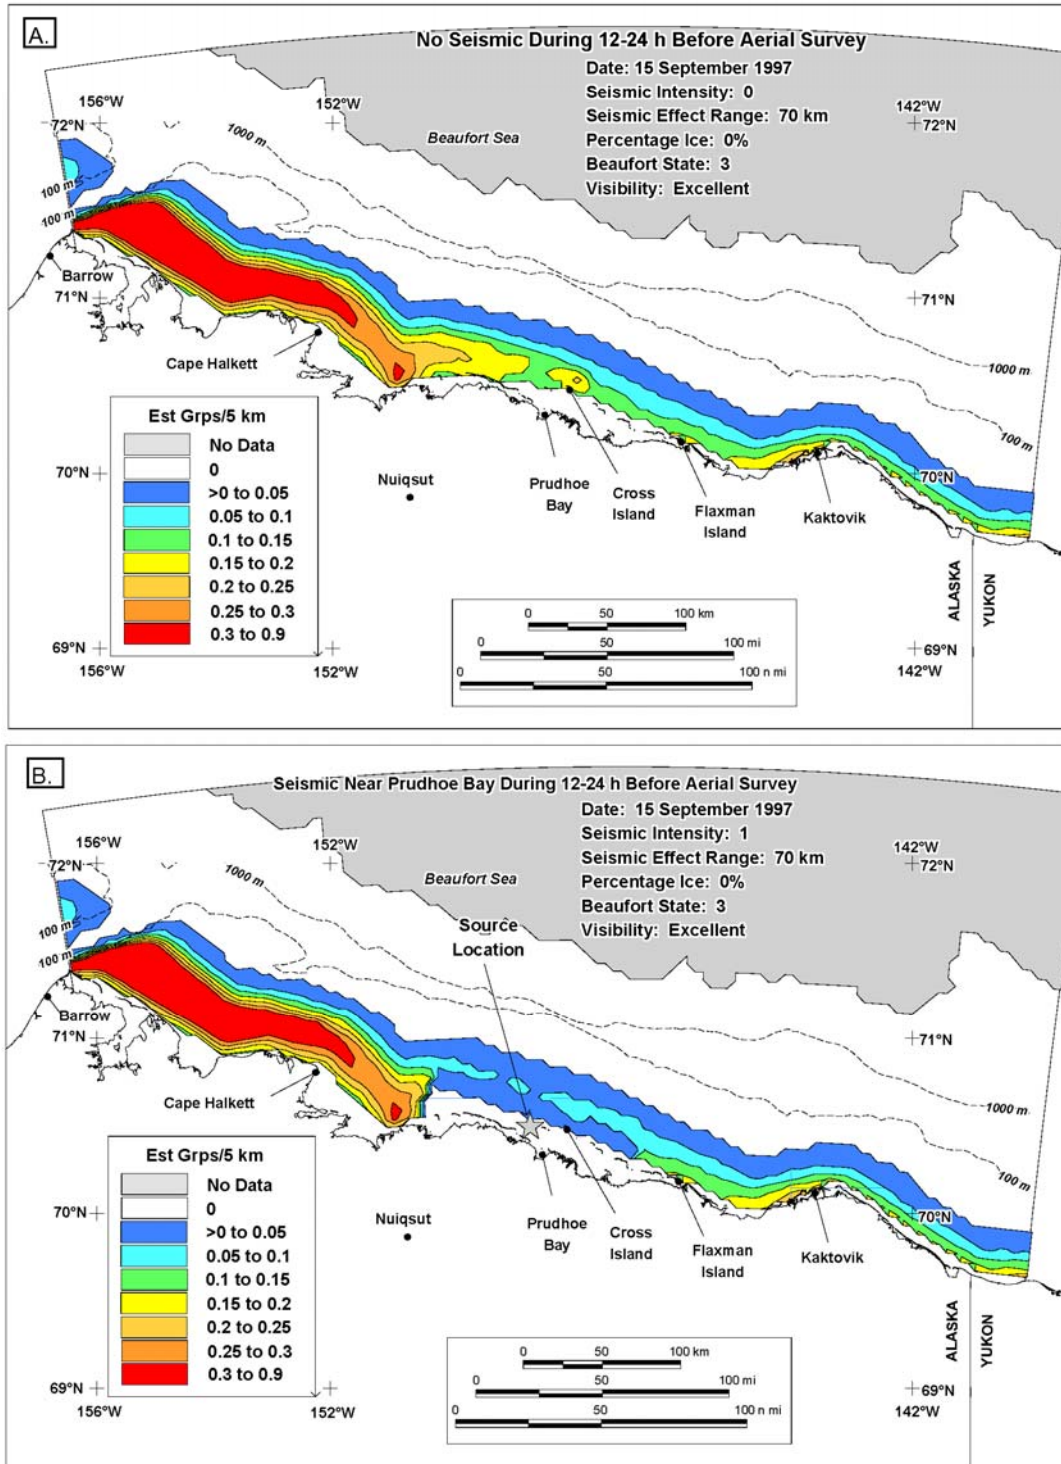 A.
No Seismic During 12-24 h Before Aerial Survey
Date: 15 September 1997
Seismic Intensity: 0
Seismic Effect Range: 70 km
Percentage Ice: 0%
Beaufort State: 3
Visibility: Excellent
156°W
152°W
142°W
72°N
72°N
Beaufort Sea
1000 m
100 m
100 m
Barrow
71°N
71°N
Cape Halkett
1000 m
100 m
Est Grps/5 km
No Data
0
>0 to 0.05
0.05 to 0.1
0.1 to 0.15
0.15 to 0.2
0.2 to 0.25
0.25 to 0.3
0.3 to 0.9
70°N
70°N
Nuiqsut
Prudhoe
Bay
Cross
Island
Flaxman
Island
Kaktovik
ALASKA
YUKON
0 50 100 km
0 50 100 mi
0 50 100 n mi
69°N
69°N
156°W
152°W
142°W
B.
Seismic Near Prudhoe Bay During 12-24 h Before Aerial Survey
Date: 15 September 1997
Seismic Intensity: 1
Seismic Effect Range: 70 km
Percentage Ice: 0%
Beaufort State: 3
Visibility: Excellent
156°W
152°W
142°W
72°N
72°N
Beaufort Sea
1000 m
100 m
100 m
Source
Location
Barrow
71°N
71°N
Cape Halkett
1000 m
100 m
Est Grps/5 km
No Data
0
>0 to 0.05
0.05 to 0.1
0.1 to 0.15
0.15 to 0.2
0.2 to 0.25
0.25 to 0.3
0.3 to 0.9
70°N
70°N
Nuiqsut
Prudhoe
Bay
Cross
Island
Flaxman
Island
Kaktovik
ALASKA
YUKON
0 50 100 km
0 50 100 mi
0 50 100 n mi
69°N
69°N
156°W
152°W
142°W